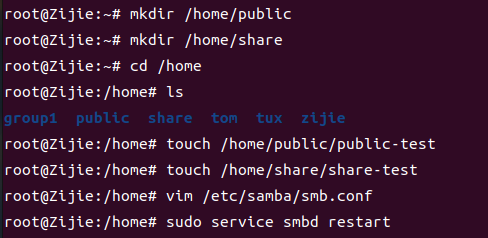 root@Zijie:~# mkdir /home/public
root@Zijie:~# mkdir /home/share
root@Zijie:~# cd /home
root@Zijie:/home# ls
group1  public  share  tom  tux  zijie
root@Zijie:/home# touch /home/public/public-test
root@Zijie:/home# touch /home/share/share-test
root@Zijie:/home# vim /etc/samba/smb.conf
root@Zijie:/home# sudo service smbd restart